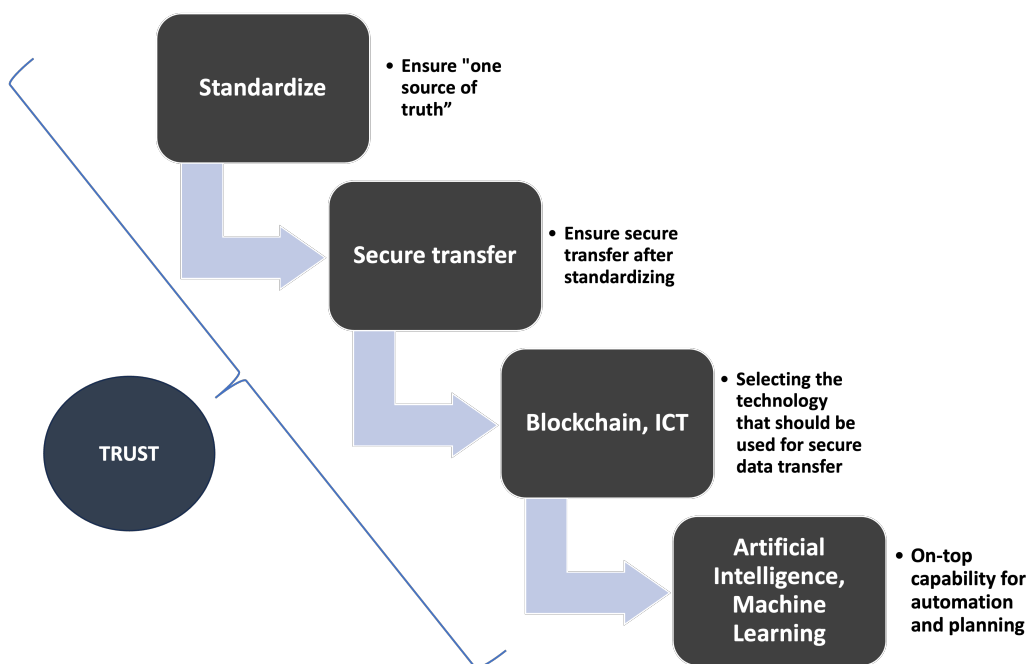 Standardize
• Ensure "one
source of
truth”
Secure transfer
• Ensure secure
transfer after
standardizing
Blockchain, ICT
• Selecting the
technology
that should be
used for secure
data transfer
TRUST
Artificial
Intelligence,
Machine
Learning
• On-top
capability for
automation
and planning